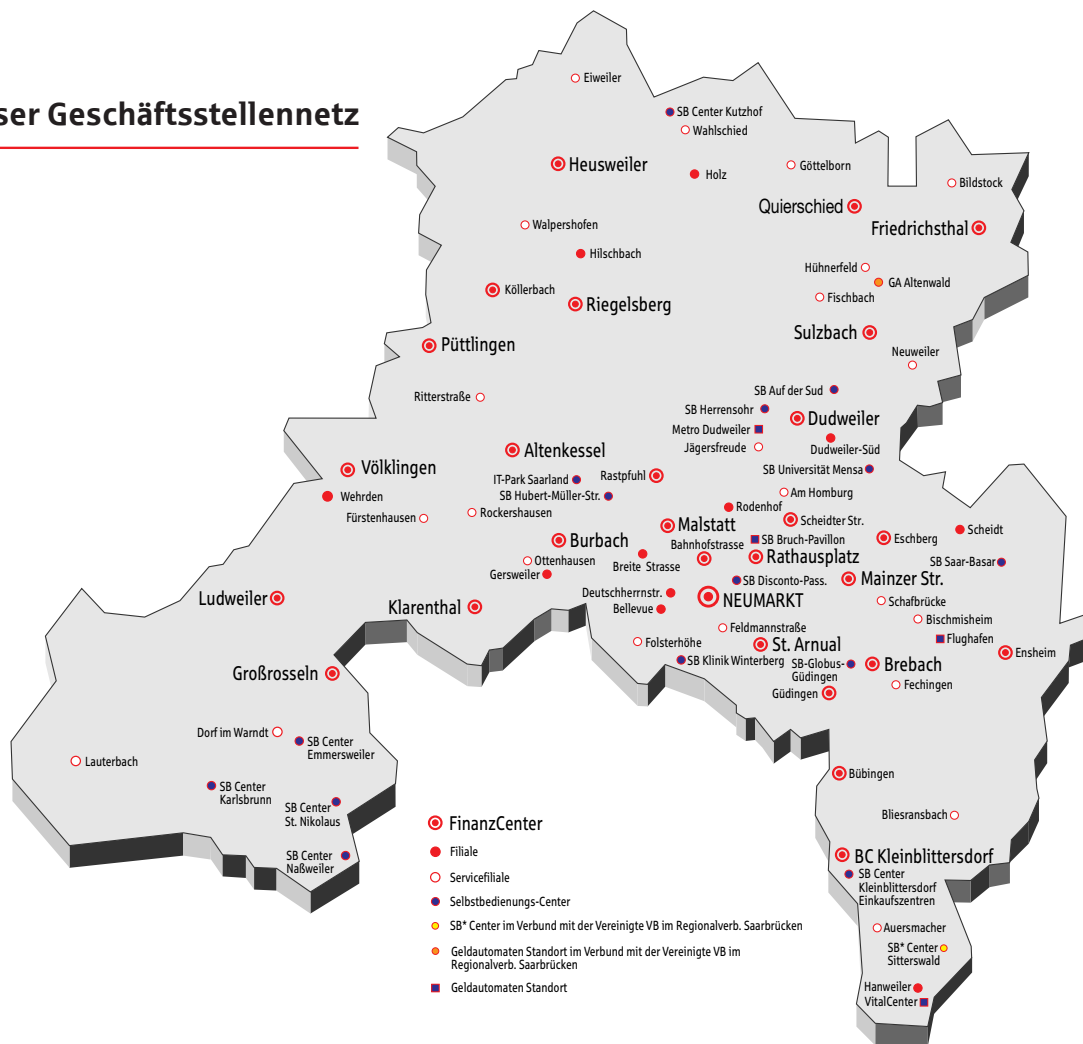 ser Geschäftsstellennetz
Eiweiler
SB Center Kutzhof
Wahlschied
Heusweiler
Holz
Göttelborn
Bildstock
Quierschied
Friedrichsthal
Walpershofen
Hilschbach
Hühnerfeld
GA Altenwald
Köllerbach
Fischbach
Riegelsberg
Sulzbach
Püttlingen
Neuweiler
Ritterstraße
SB Auf der Sud
SB Herrensohr
Dudweiler
Metro Dudweiler
Jägersfreude
Dudweiler-Süd
Altenkessel
Völklingen
SB Universität Mensa
IT-Park Saarland
Rastpfuhl
Wehrden
SB Hubert-Müller-Str.
Am Homburg
Fürstenhausen
Rockershausen
Rodenhof
Malstatt
Scheidter Str.
Scheidt
Burbach
Bahnhofstrasse
SB Bruch-Pavillon
Eschberg
Ottenhausen
Breite Strasse
Rathausplatz
SB Saar-Basar
Gersweiler
SB Disconto-Pass.
Mainzer Str.
Ludweiler
Klarenthal
Deutschherrnstr.
NEUMARKT
Schafbrücke
Bellevue
Feldmannstraße
Bischmisheim
Folsterhöhe
St. Arnual
Flughafen
Ensheim
SB Klinik Winterberg
SB-Globus-
Güdingen
Brebach
Großrosseln
Güdingen
Fechingen
Dorf im Warndt
SB Center
Emmersweiler
Lauterbach
Bübingen
SB Center
Karlsbrunn
SB Center
St. Nikolaus
Bliesransbach
SB Center
Naßweiler
BC Kleinblittersdorf
SB Center
Kleinblittersdorf
Einkaufszentren
Auersmacher
SB* Center
Sitterswald
Hanweiler
VitalCenter
FinanzCenter
Filiale
Servicefiliale
Selbstbedienungs-Center
SB* Center im Verbund mit der Vereinigte VB im Regionalverb. Saarbrücken
Geldautomaten Standort im Verbund mit der Vereinigte VB im
Regionalverb. Saarbrücken
Geldautomaten Standort